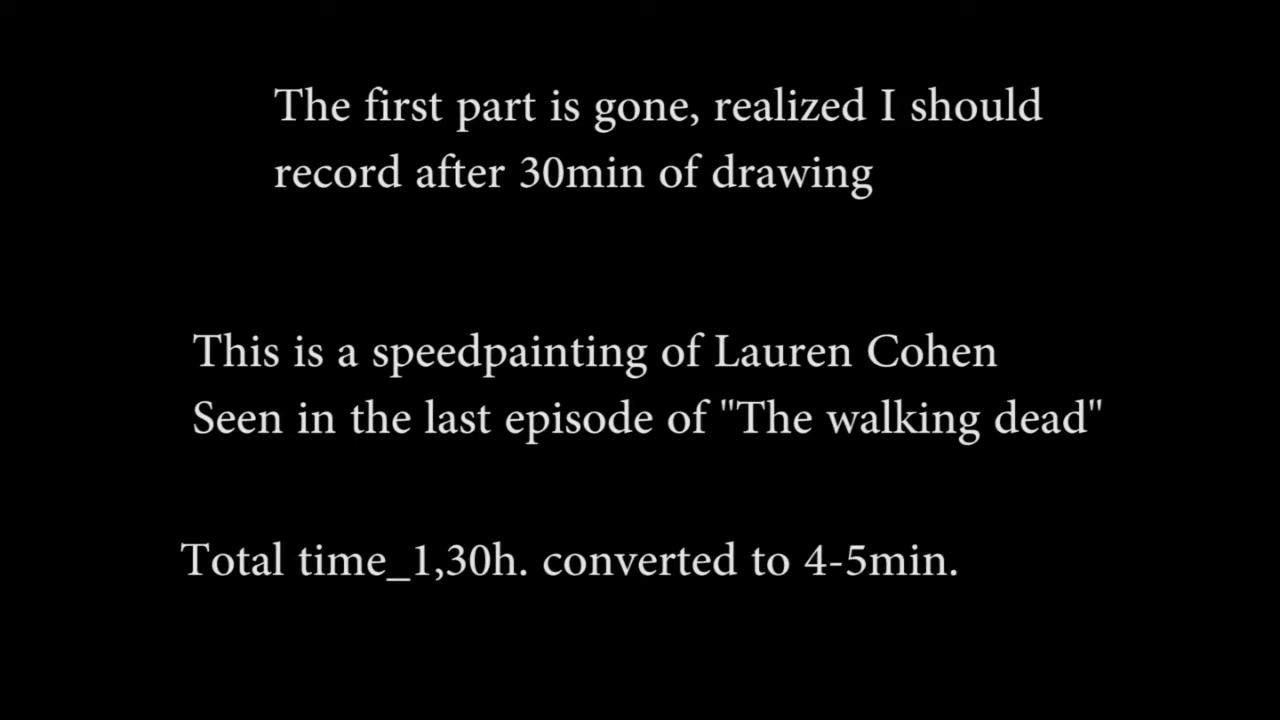 The first part is gone, realized I should
record after 30min of drawing
This is a speedpainting of Lauren Cohen
Seen in the last episode of "The walking dead"
Total time_1,30h. converted to 4-5min.